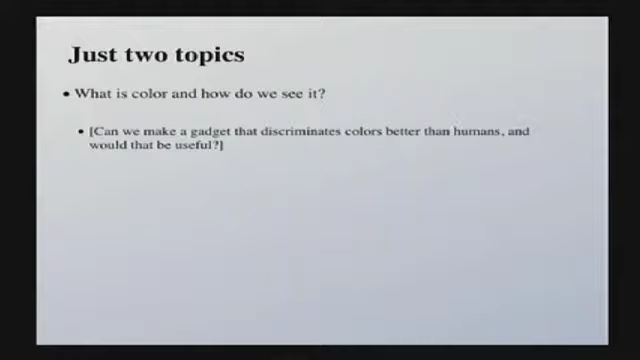 Just two topics
• What is color and how do we see it?
• [Can we make a gadget that discriminates colors better than humans, and
would that be useful?]